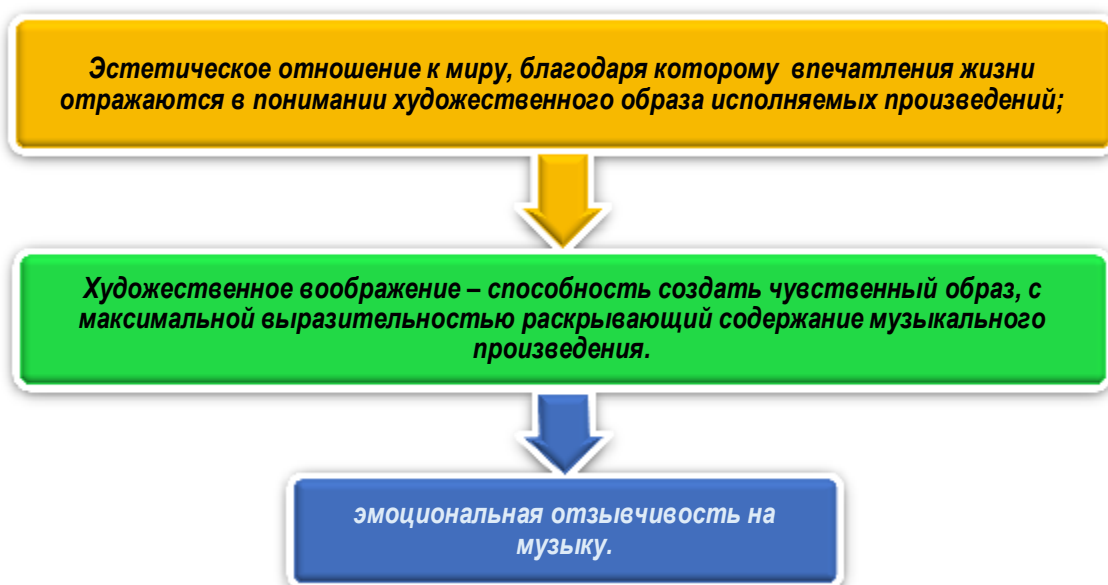 Эстетическое отношение к миру, благодаря которому впечатления жизни
отражаются в понимании художественного образа исполняемых произведений;
Художественное воображение – способность создать чувственный образ, с
максимальной выразительностью раскрывающий содержание музыкального
произведения.
эмоциональная отзывчивость на
музыку.